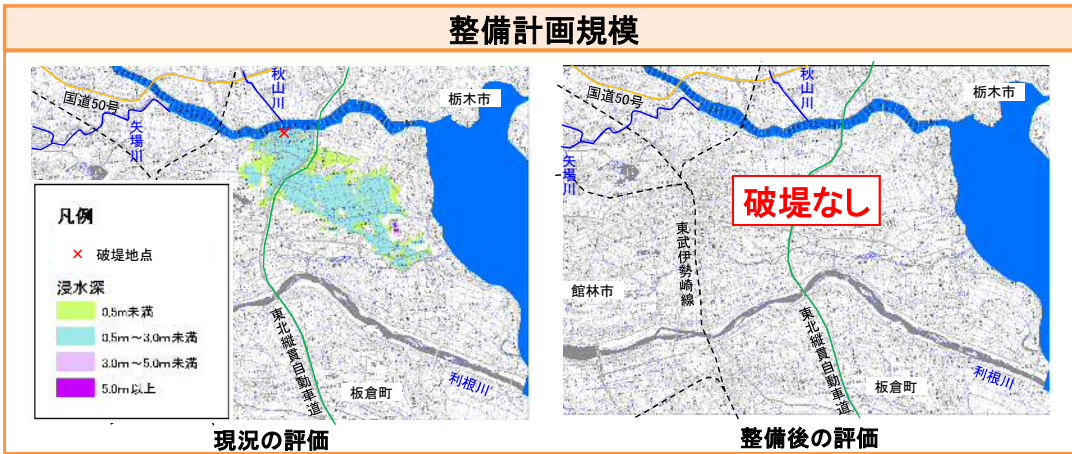 整備計画規模
国道50号
矢場川
秋山川
栃木市
凡例
破堤地点
浸水深
0.5m未満
0.5m～3.0m未満
3.0m～5.0m未満
5.0m以上
東北縦貫自動車道
板倉町
利根川
現況の評価
国道50号
矢場川
秋山川
栃木市
破堤なし
東武伊勢崎線
館林市
東北縦貫自動車道
板倉町
利根川
整備後の評価